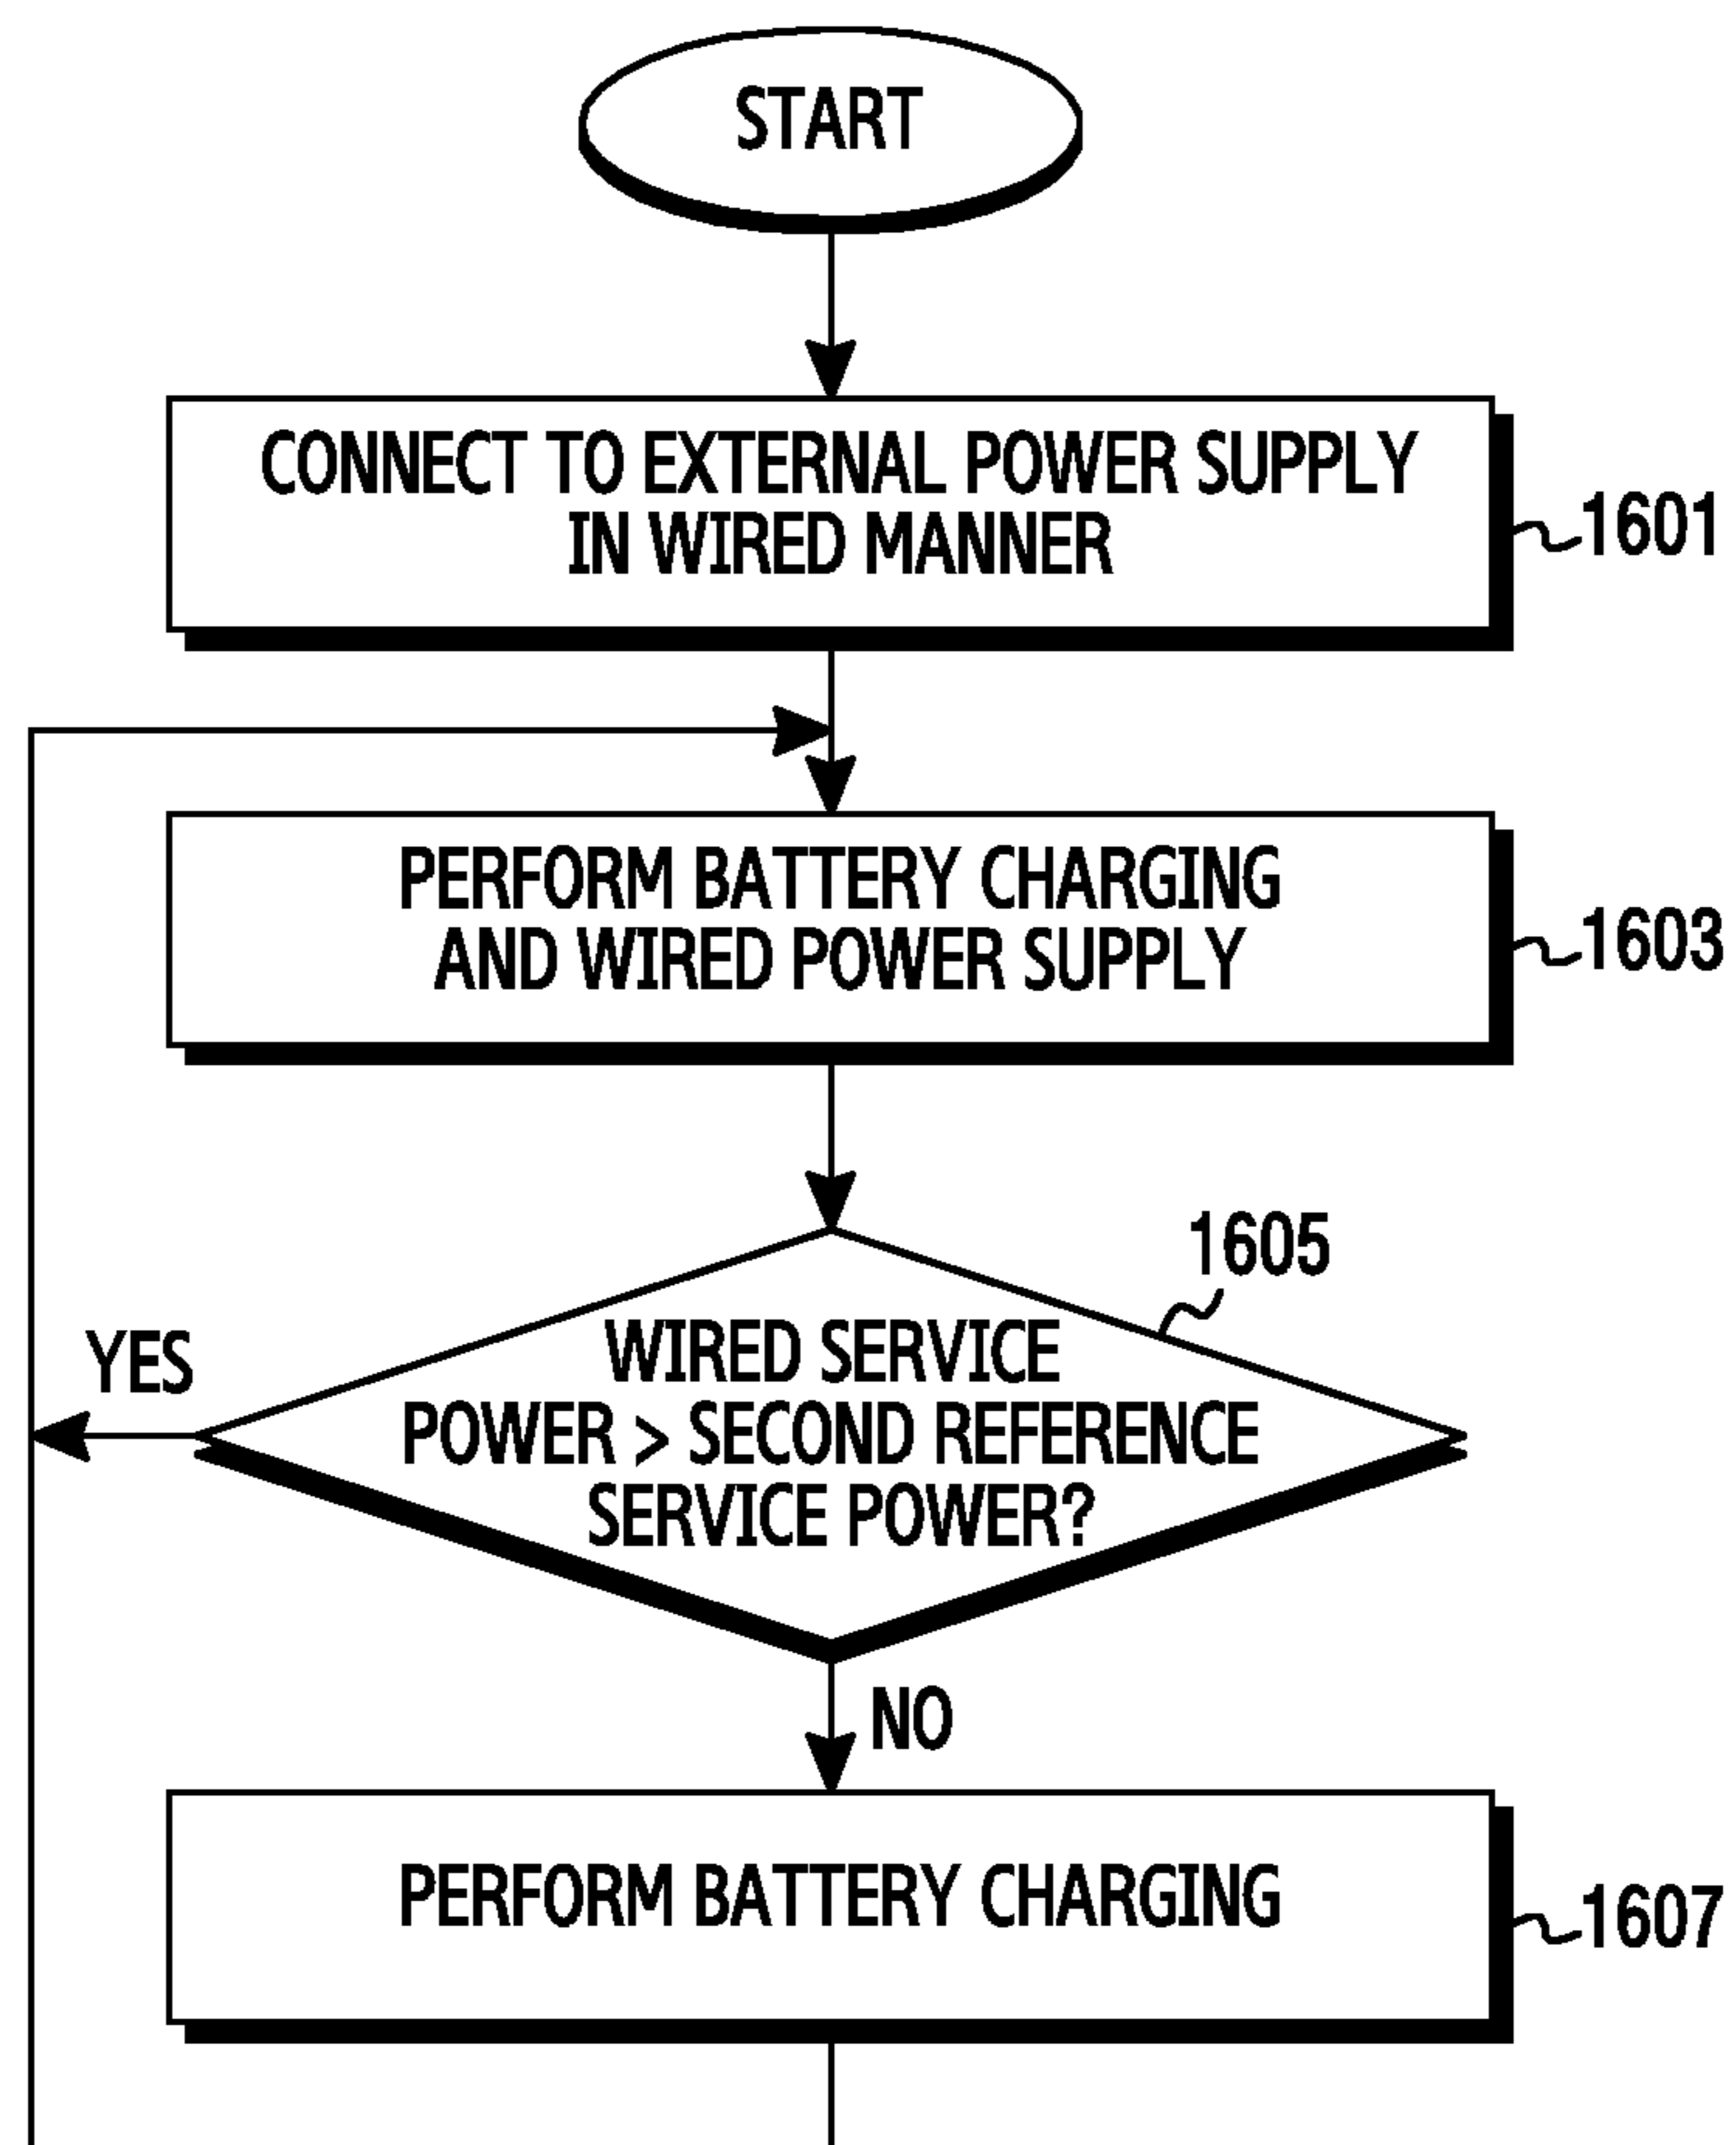 START
CONNECT TO EXTERNAL POWER SUPPLY
IN WIRED MANNER
1601
PERFORM BATTERY CHARGING
AND WIRED POWER SUPPLY
1603
1605
YES
WIRED SERVICE
POWER > SECOND REFERENCE
SERVICE POWER?
NO
PERFORM BATTERY CHARGING
1607